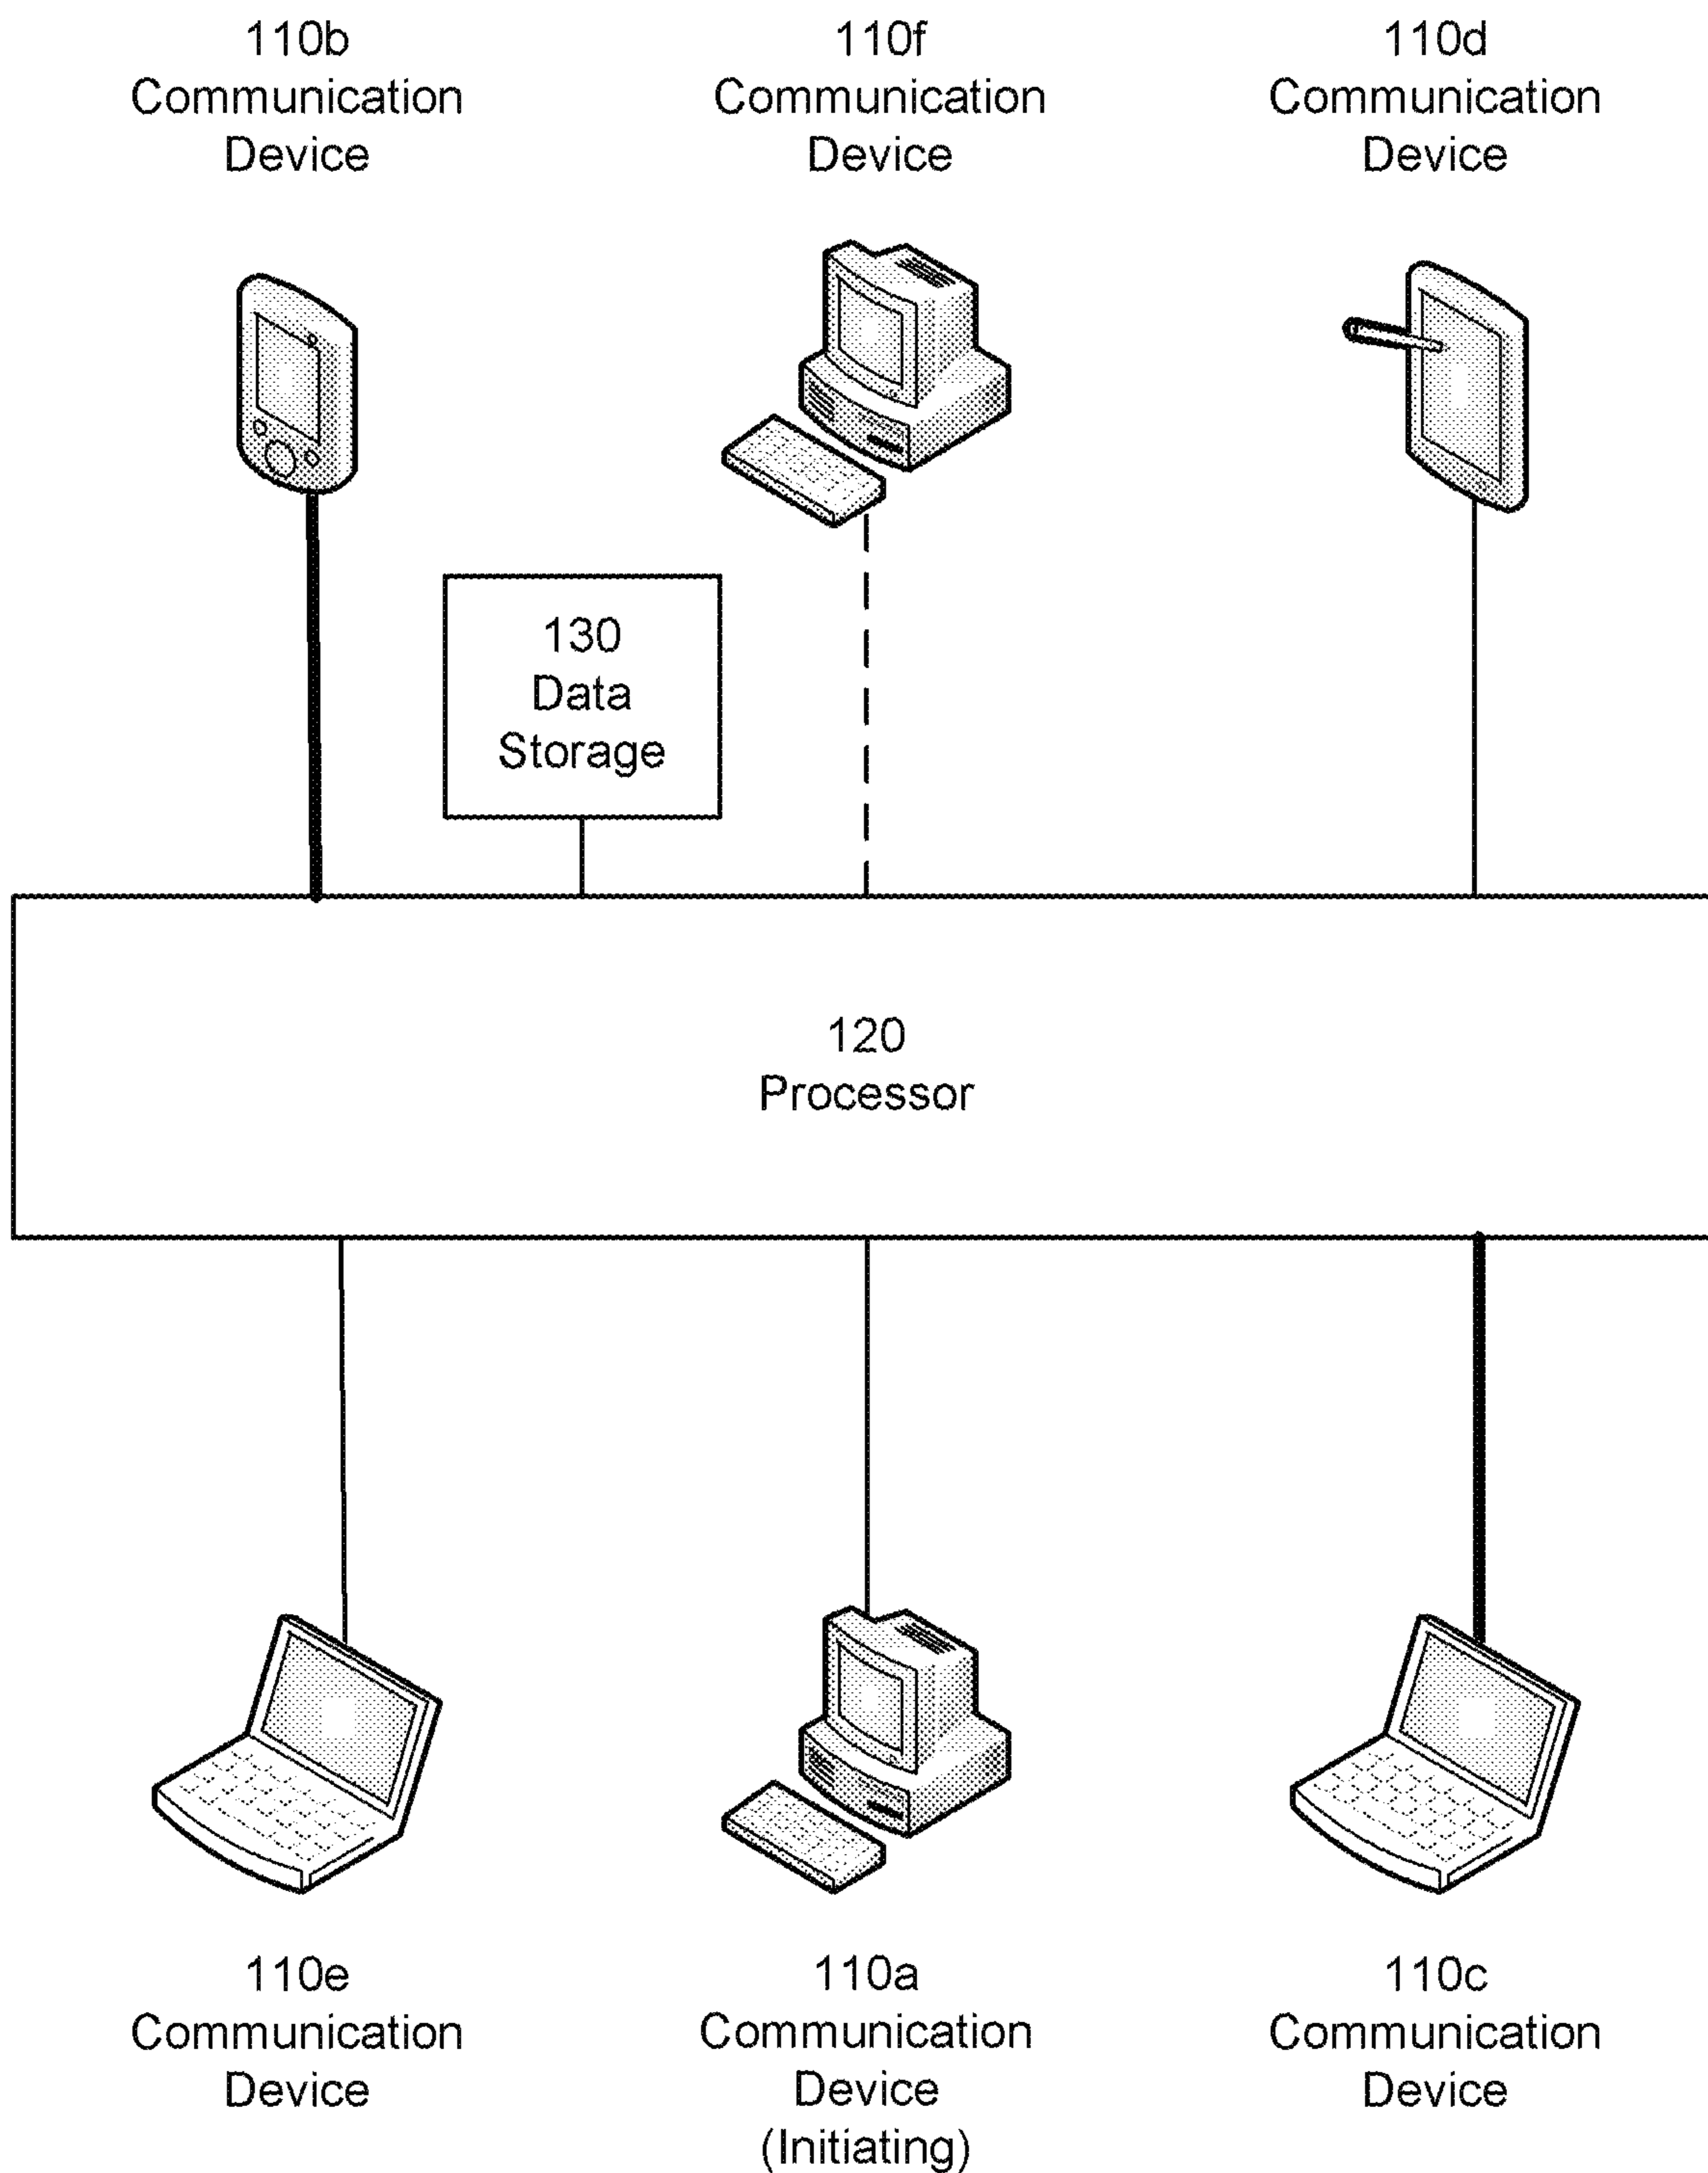 110b
Communication
Device
110f
Communication
Device
110d
Communication
Device
130
Data
Storage
120
Processor
110e
Communication
Device
110a
Communication
Device
(Initiating)
110c
Communication
Device